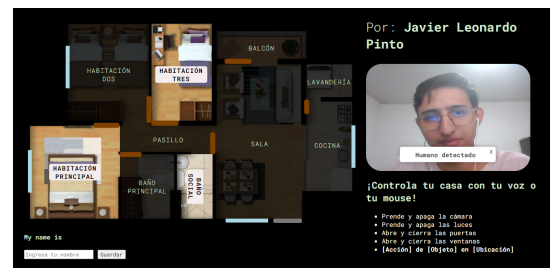 Por: Javier Leonardo
Pinto
BALCÓN
HABITACIÓN
DOS
HABITACIÓN
TRES
LAVANDERÍA
PASILLO
SALA
COCINA
HABITACIÓN
PRINCIPAL
BAÑO
PRINCIPAL
BAÑO
SOCIAL
Humano detectado
x
¡Controla tu casa con tu voz o
tu mouse!
Prende y apaga la cámara
Prende y apaga las luces
Abre y cierra las puertas
Abre y cierra las ventanas
[Acción] de [Objeto] en [Ubicación]
My name is
Ingresa tu nombre
Guardar